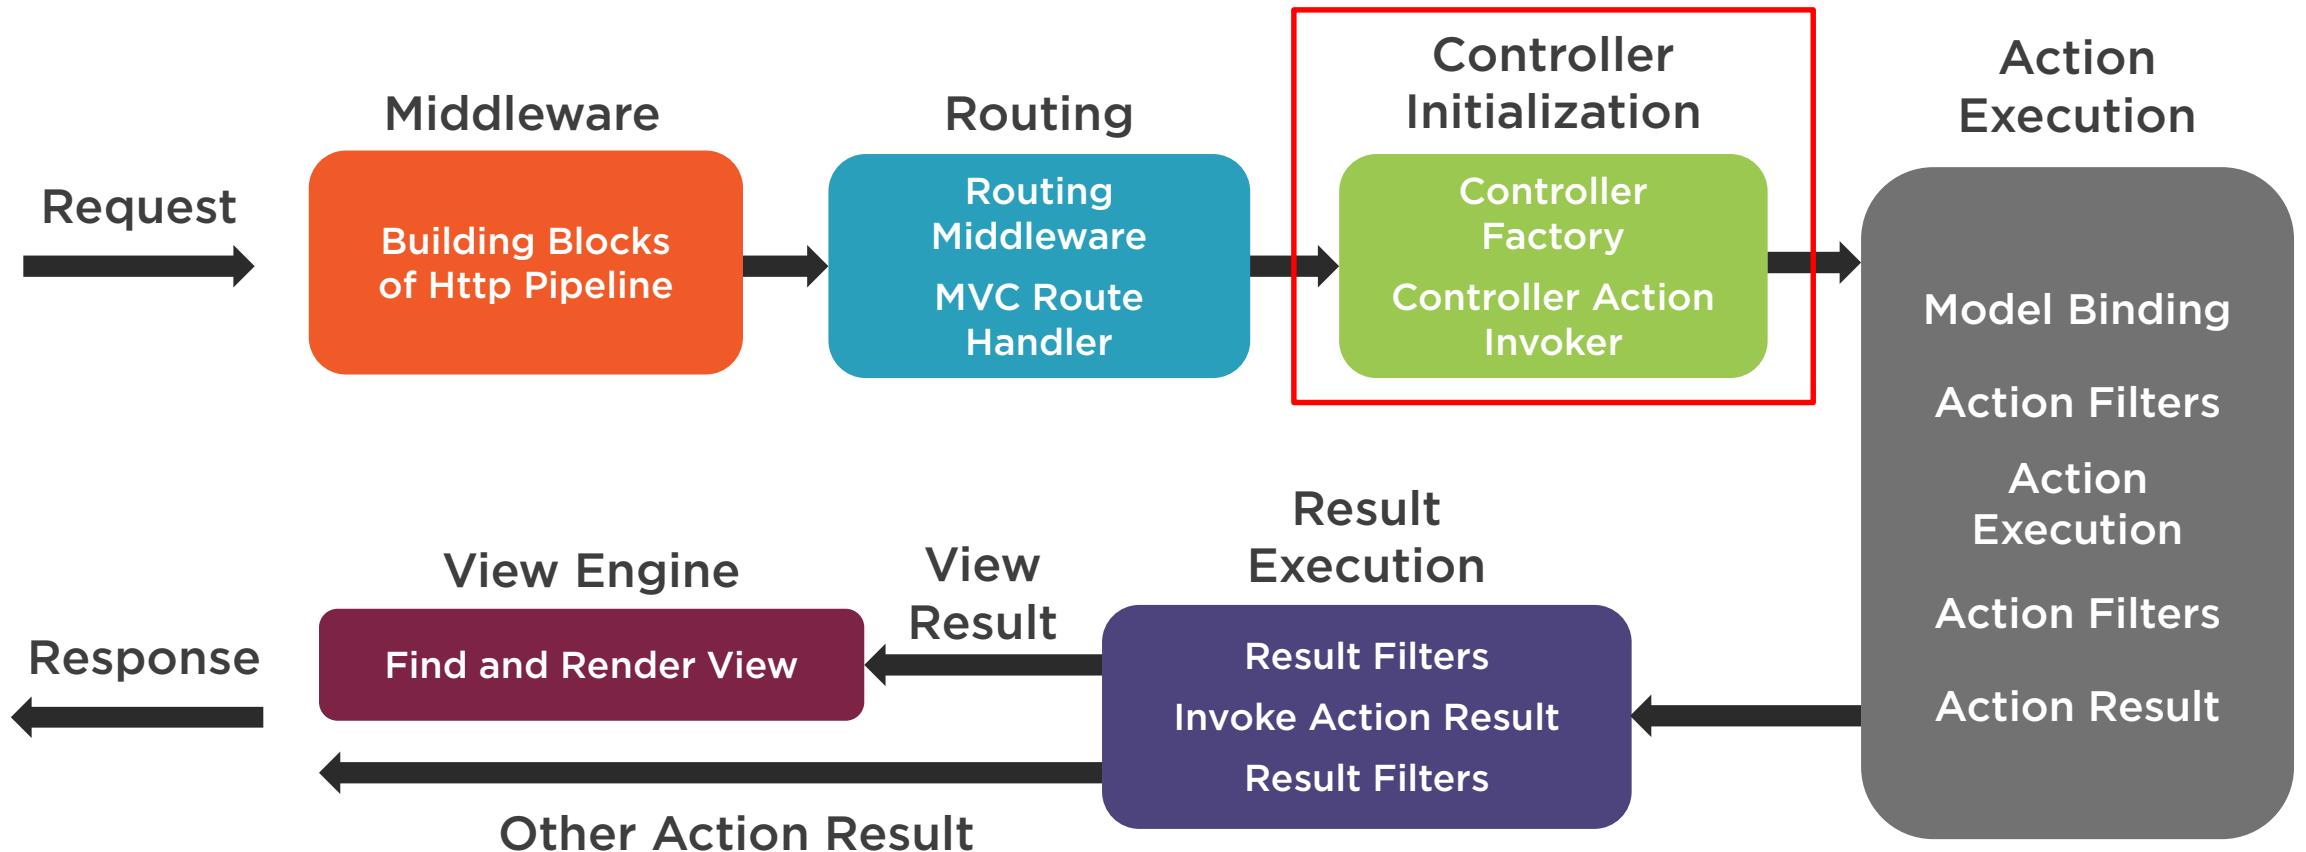 Request
Middleware
Building Blocks
of Http Pipeline
Routing
Routing
Middleware
MVC Route
Handler
Controller
Initialization
Controller
Factory
Controller Action
Invoker
Action
Execution
Model Binding
Action Filters
Action
Execution
Action Filters
Action Result
Result
Execution
Result Filters
Invoke Action Result
Result Filters
View
Result
View Engine
Find and Render View
Other Action Result
Response